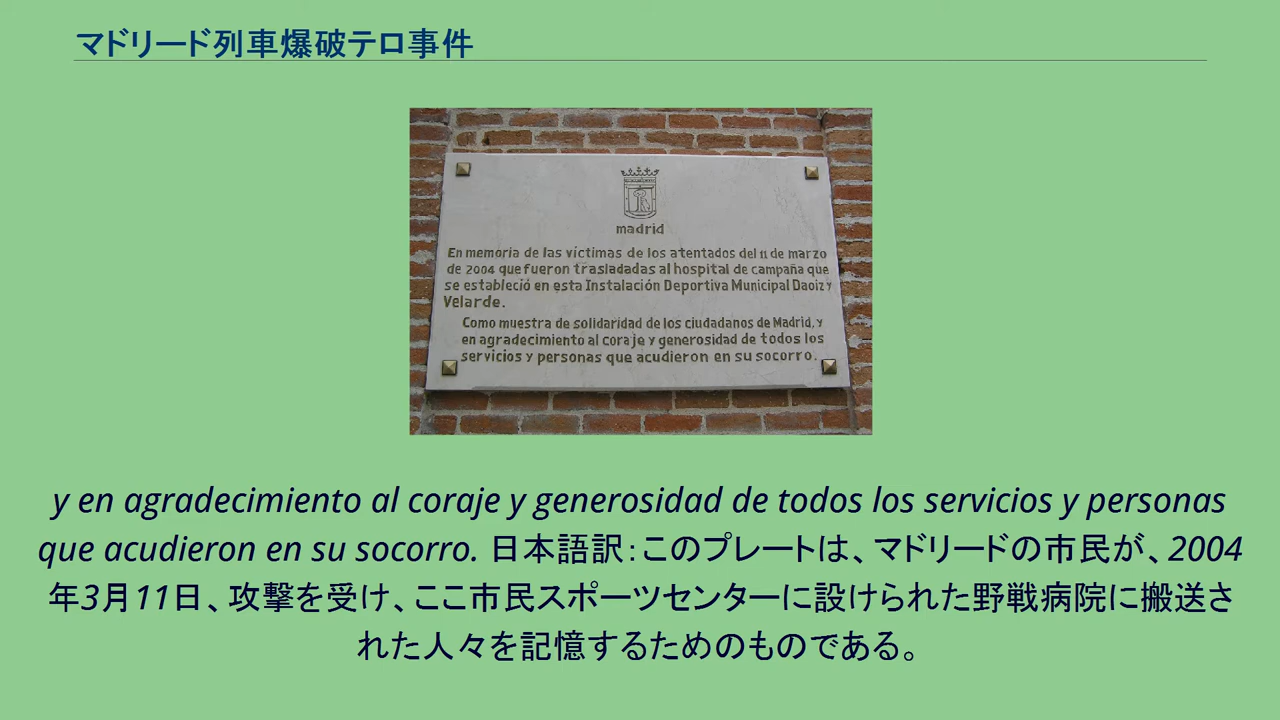 マドリード列車爆破テロ事件
madrid
En memoria de las víctimas de los atentados del 11 de marzo
de 2004 que fueron trasladadas al hospital de campaña que
se estableció en esta Instalación Deportiva Municipal Daoiz y
Velarde.
Como muestra de solidaridad de los ciudadanos de Madrid, y
en agradecimiento al coraje y generosidad de todos los
servicios y personas que acudieron en su socorro.
y en agradecimiento al coraje y generosidad de todos los servicios y personas
que acudieron en su socorro. 日本語訳：このプレートは、マドリードの市民が、2004
年3月11日、攻撃を受け、ここ市民スポーツセンターに設けられた野戦病院に搬送さ
れた人々を記憶するためのものである。